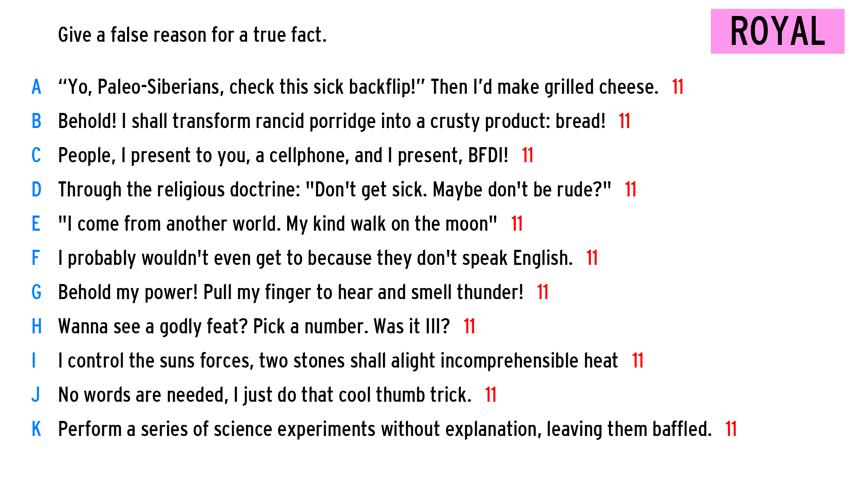 Give a false reason for a true fact.
ROYAL
A “Yo, Paleo-Siberians, check this sick backflip!” Then I’d make grilled cheese. 11
B Behold! I shall transform rancid porridge into a crusty product: bread! 11
C People, I present to you, a cellphone, and I present, BFDI! 11
D Through the religious doctrine: "Don't get sick. Maybe don't be rude?" 11
E "I come from another world. My kind walk on the moon" 11
F I probably wouldn't even get to because they don't speak English. 11
G Behold my power! Pull my finger to hear and smell thunder! 11
H Wanna see a godly feat? Pick a number. Was it III? 11
I I control the suns forces, two stones shall alight incomprehensible heat 11
J No words are needed, I just do that cool thumb trick. 11
K Perform a series of science experiments without explanation, leaving them baffled. 11